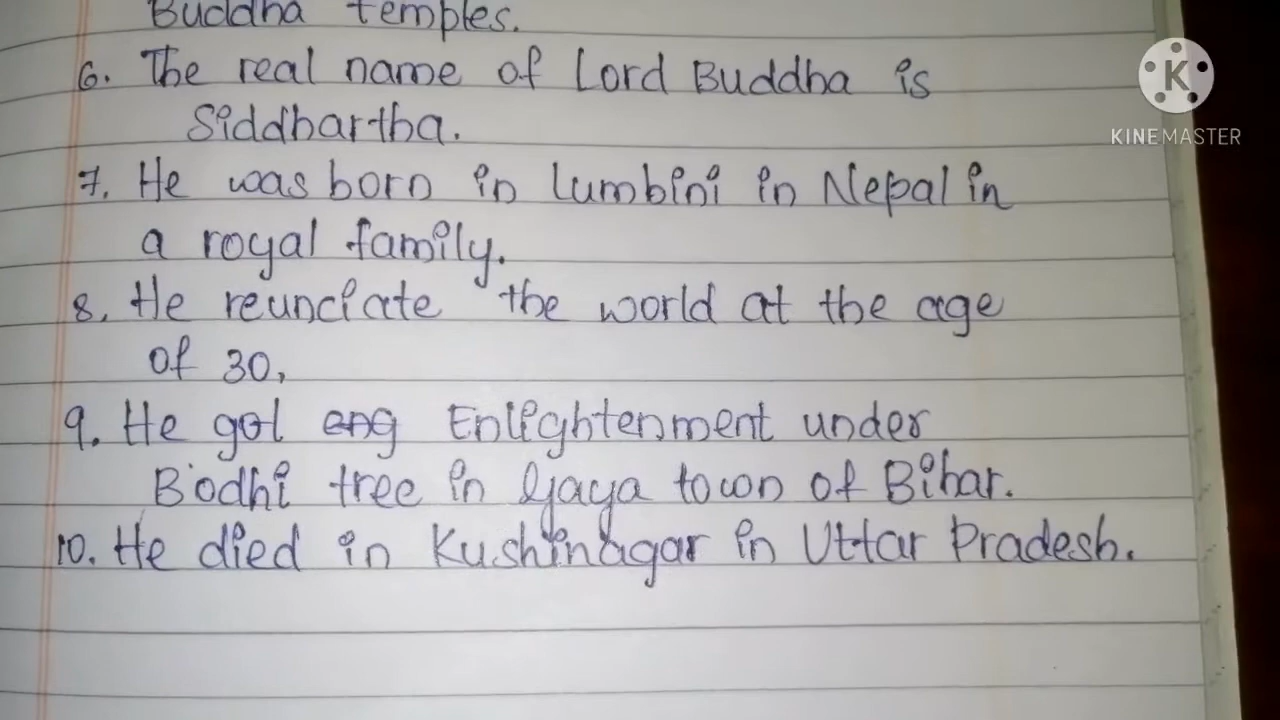 Buddha temples.
6. The real name of Lord Buddha is
Siddhartha.
7. He was born in lumbini in Nepal in
a royal family.
8. He reunciate the world at the age
of 30,
9. He got eng Enlightenment under
Bodhi tree in Gaya town of Bihar.
10. He died in Kushinagar in Uttar Pradesh.
K
KINEMASTER